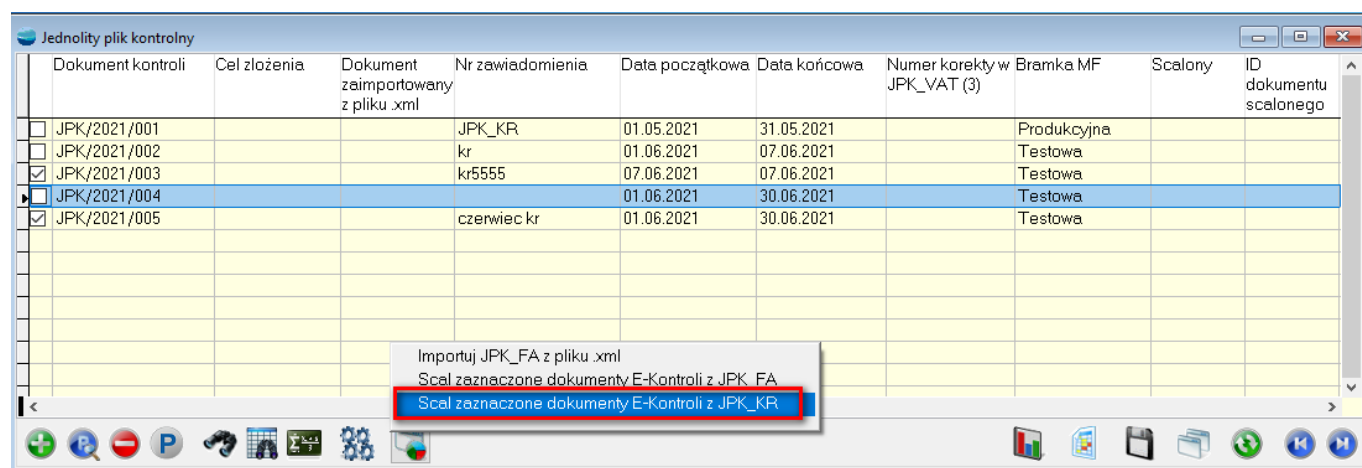 Jednolity plik kontrolny
Dokument kontroli Cel złożenia Dokument zaimportowany z pliku .xml Nr zawiadomienia Data początkowa Data końcowa Numer korekty w JPK_VAT (3) Bramka MF Scalony ID dokumentu scalonego
JPK/2021/001 JPK_KR 01.05.2021 31.05.2021 Produkcyjna
JPK/2021/002 kr 01.06.2021 07.06.2021 Testowa
JPK/2021/003 kr5555 07.06.2021 07.06.2021 Testowa
JPK/2021/004 01.06.2021 30.06.2021 Testowa
JPK/2021/005 czerwiec kr 01.06.2021 30.06.2021 Testowa
Importuj JPK_FA z pliku .xml
Scal zaznaczone dokumenty E-Kontroli z JPK_FA
Scal zaznaczone dokumenty E-Kontroli z JPK_KR